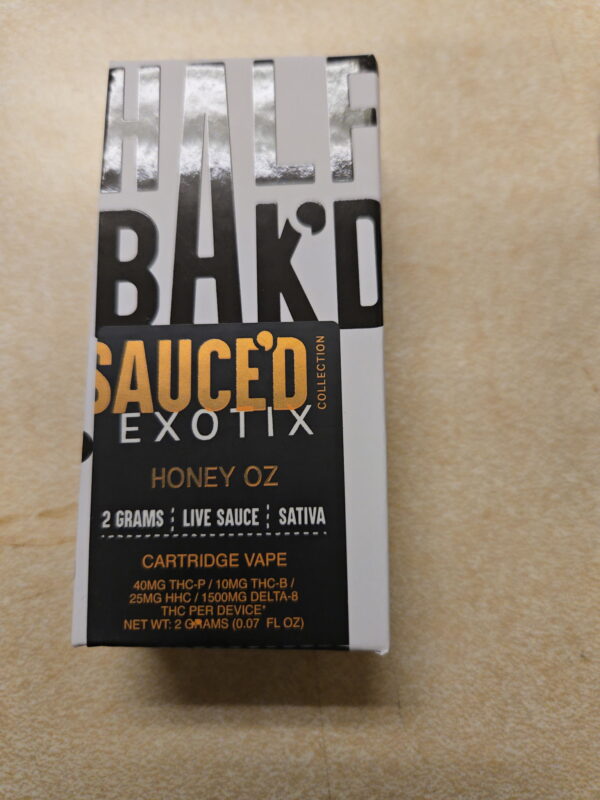 HALF
BAK'D
SAUCE'D
COLLECTION
EXOTIX
HONEY OZ
2 GRAMS ¦ LIVE SAUCE ¦ SATIVA
CARTRIDGE VAPE
40MG THC-P / 10MG THC-B /
25MG HHC / 1500MG DELTA-8
THC PER DEVICE*
NET WT: 2 GRAMS (0.07 FL OZ)